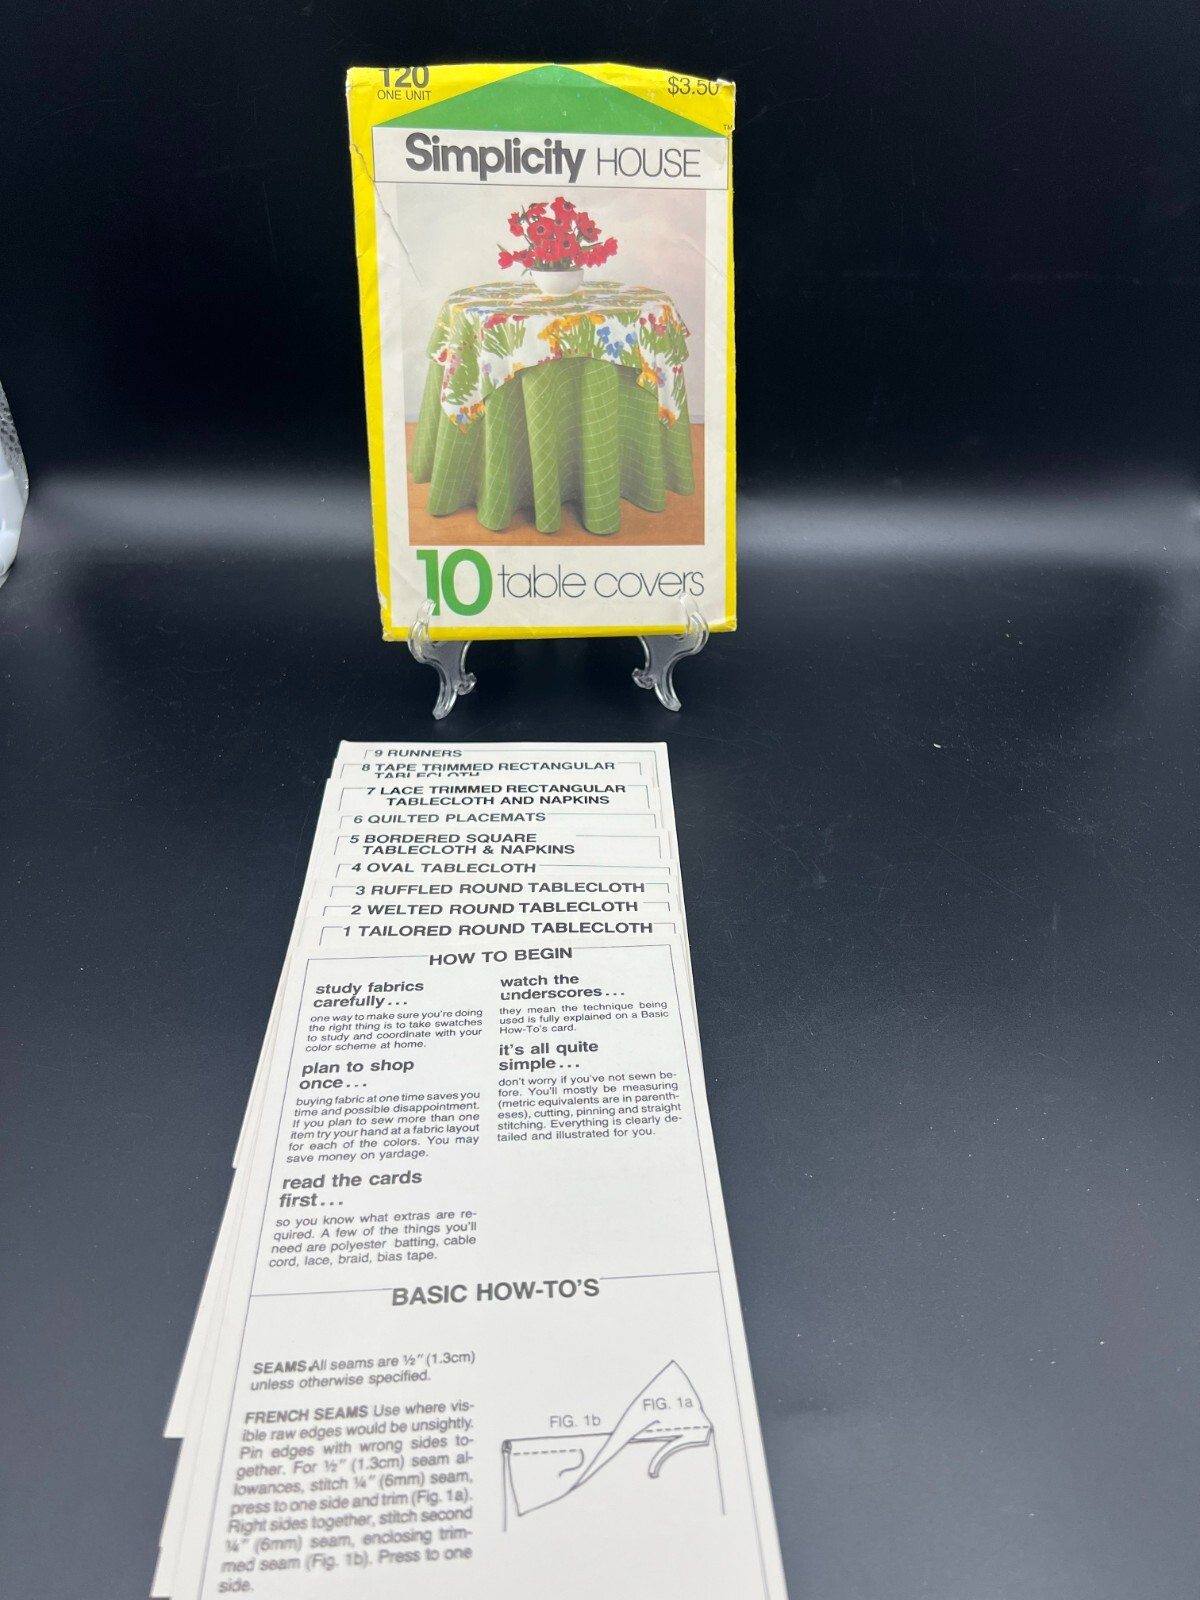 120
ONE UNIT
$3.50
TM
Simplicity HOUSE
10 table covers
9 RUNNERS
8 TAPE TRIMMED RECTANGULAR
TABLECLOTH
7 LACE TRIMMED RECTANGULAR
TABLECLOTH AND NAPKINS
6 QUILTED PLACEMATS
5 BORDERED SQUARE
TABLECLOTH & NAPKINS
4 OVAL TABLECLOTH
3 RUFFLED ROUND TABLECLOTH
2 WELTED ROUND TABLECLOTH
1 TAILORED ROUND TABLECLOTH
HOW TO BEGIN
study fabrics
carefully...
one way to make sure you're doing
the right thing is to take swatches
to study and coordinate with your
color scheme at home.
plan to shop
once...
buying fabric at one time saves you
time and possible disappointment.
If you plan to sew more than one
item try your hand at a fabric layout
for each of the colors. You may
save money on yardage.
read the cards
first...
so you know what extras are re-
quired. A few of the things you'll
need are polyester batting, cable
cord, lace, braid, bias tape.
watch the
underscores...
they mean the technique being
used is fully explained on a Basic
How-To's card.
it's all quite
simple...
don't worry if you've not sewn be-
fore. You'll mostly be measuring
(metric equivalents are in parenth-
eses), cutting, pinning and straight
stitching. Everything is clearly de-
tailed and illustrated for you.
BASIC HOW-TO'S
SEAMS All seams are ½" (1.3cm)
unless otherwise specified.
FRENCH SEAMS Use where vis-
ible raw edges would be unsightly.
Pin edges with wrong sides to-
gether. For ½" (1.3cm) seam al-
lowances, stitch ¼" (6mm) seam,
press to one side and trim (Fig. 1a).
Right sides together, stitch second
¼" (6mm) seam, enclosing trim-
med seam (Fig. 1b). Press to one
side.
FIG. 1b
FIG. 1a